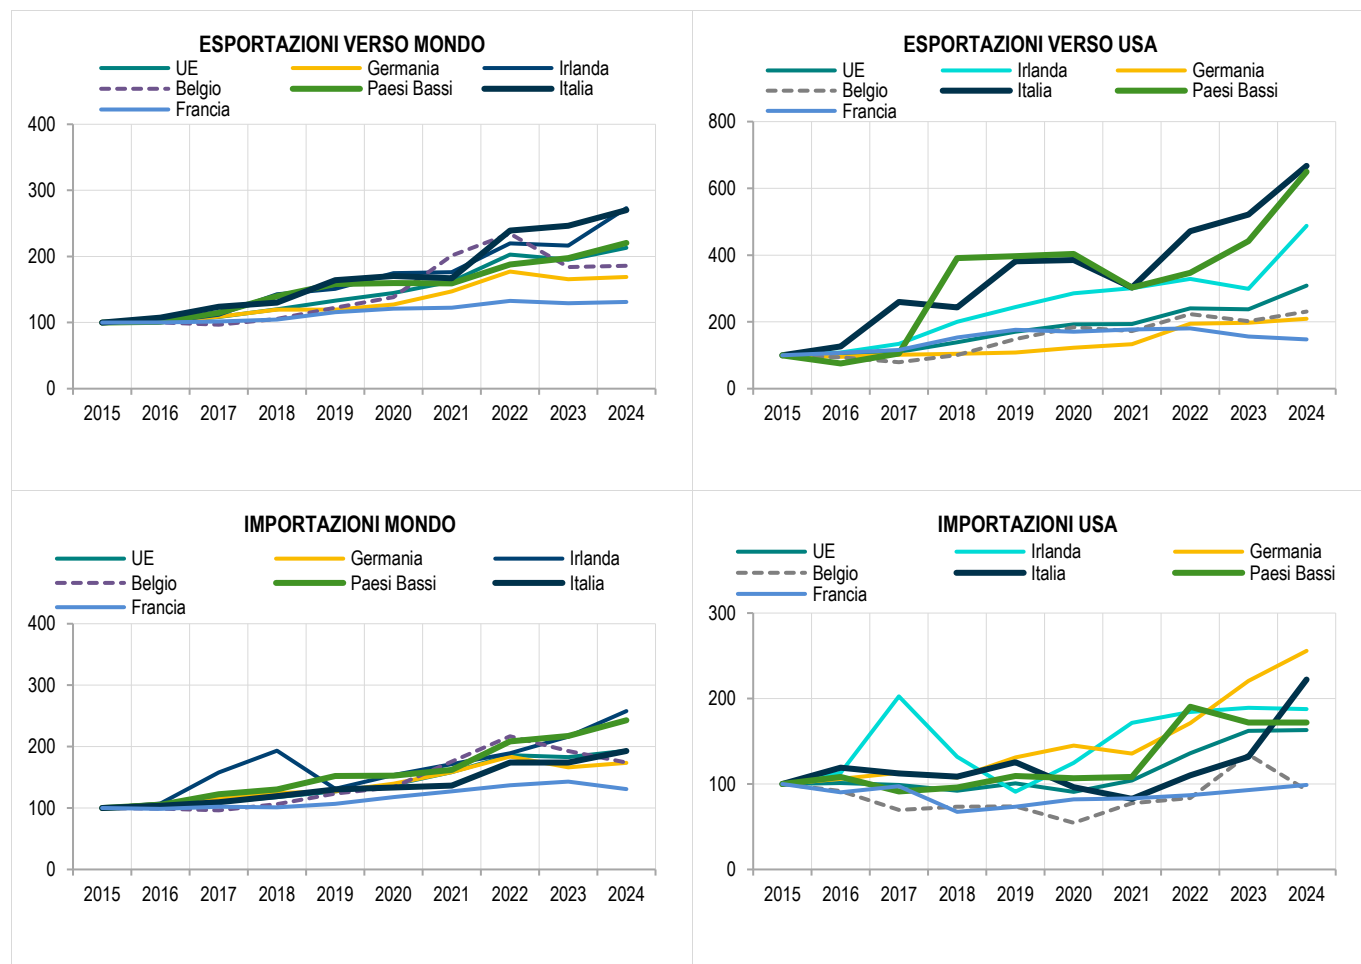 ESPORTAZIONI VERSO MONDO
UE Germania Irlanda
Belgio Paesi Bassi Italia
Francia
400
300
200
100
0
2015 2016 2017 2018 2019 2020 2021 2022 2023 2024
ESPORTAZIONI VERSO USA
UE Irlanda Germania
Belgio Italia Paesi Bassi
Francia
800
600
400
200
0
2015 2016 2017 2018 2019 2020 2021 2022 2023 2024
IMPORTAZIONI MONDO
UE Germania Irlanda
Belgio Paesi Bassi Italia
Francia
400
300
200
100
0
2015 2016 2017 2018 2019 2020 2021 2022 2023 2024
IMPORTAZIONI USA
UE Irlanda Germania
Belgio Italia Paesi Bassi
Francia
300
200
100
0
2015 2016 2017 2018 2019 2020 2021 2022 2023 2024